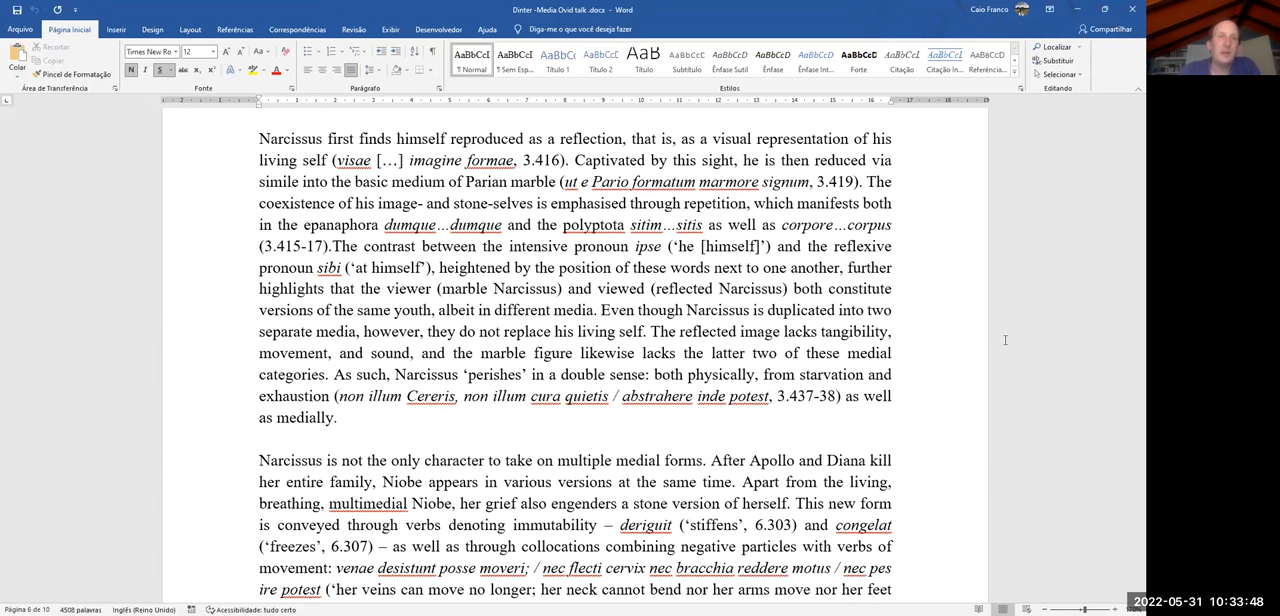 Dinter -Media Ovid talk .docx - Word
Caio Franco
Arquivo Página Inicial Inserir Design Layout Referências Correspondências Revisão Exibir Desenvolvedor Ajuda Diga-me o que você deseja fazer Compartilhar
Colar
Recortar
Copiar
Pincel de Formatação
Área de Transferência
Times New Ro 12
N I S
Fonte
Parágrafo
AaBbCcI AaBbCcI AaBbC AaBbCc AaB AaBbCcD AaBbCcD AaBbCcD AaBbCcD AaBbCcI AaBbCcD AaBbCcI AaBbCcD
¶ Normal ¶ Sem Esp... Título 1 Título 2 Título Subtítulo Ênfase Sutil Ênfase Ênfase Int... Forte Citação Citação In... Referência...
Estilos
Localizar
Substituir
Selecionar
Editando
Narcissus first finds himself reproduced as a reflection, that is, as a visual representation of his
living self (visae […] imagine formae, 3.416). Captivated by this sight, he is then reduced via
simile into the basic medium of Parian marble (ut e Pario formatum marmore signum, 3.419). The
coexistence of his image- and stone-selves is emphasised through repetition, which manifests both
in the epanaphora dumque…dumque and the polyptota sitim…sitis as well as corpore…corpus
(3.415-17).The contrast between the intensive pronoun ipse (‘he [himself]’) and the reflexive
pronoun sibi (‘at himself’), heightened by the position of these words next to one another, further
highlights that the viewer (marble Narcissus) and viewed (reflected Narcissus) both constitute
versions of the same youth, albeit in different media. Even though Narcissus is duplicated into two
separate media, however, they do not replace his living self. The reflected image lacks tangibility,
movement, and sound, and the marble figure likewise lacks the latter two of these medial
categories. As such, Narcissus ‘perishes’ in a double sense: both physically, from starvation and
exhaustion (non illum Cereris, non illum cura quietis / abstrahere inde potest, 3.437-38) as well
as medially.
Narcissus is not the only character to take on multiple medial forms. After Apollo and Diana kill
her entire family, Niobe appears in various versions at the same time. Apart from the living,
breathing, multimedial Niobe, her grief also engenders a stone version of herself. This new form
is conveyed through verbs denoting immutability – deriguit (‘stiffens’, 6.303) and congelat
(‘freezes’, 6.307) – as well as through collocations combining negative particles with verbs of
movement: venae desistunt posse moveri; / nec flecti cervix nec bracchia reddere motus / nec pes
ire potest (‘her veins can move no longer; her neck cannot bend nor her arms move nor her feet
Página 6 de 10 4508 palavras Inglês (Reino Unido) Acessibilidade: tudo certo
2022-05-31 10:33:48